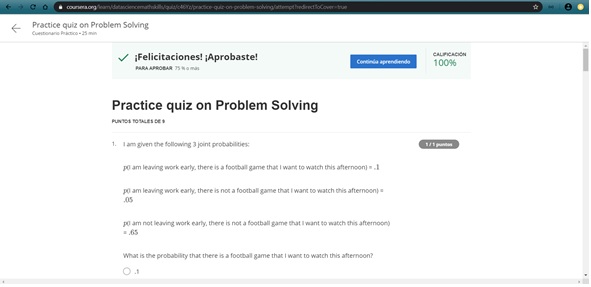 coursera.org/learn/datasciencemathskills/quiz/c46Yz/practice-quiz-on-problem-solving/attempt?redirectToCover=true
Practice quiz on Problem Solving
Cuestionario Práctico • 25 min
¡Felicitaciones! ¡Aprobaste!
PARA APROBAR 75 % o más
Continúa aprendiendo
CALIFICACIÓN
100%
Practice quiz on Problem Solving
PUNTOS TOTALES DE 9
1. I am given the following 3 joint probabilities:
1 / 1 puntos
p(I am leaving work early, there is a football game that I want to watch this afternoon) = .1
p(I am leaving work early, there is not a football game that I want to watch this afternoon) =
.05
p(I am not leaving work early, there is not a football game that I want to watch this afternoon)
= .65
What is the probability that there is a football game that I want to watch this afternoon?
.1